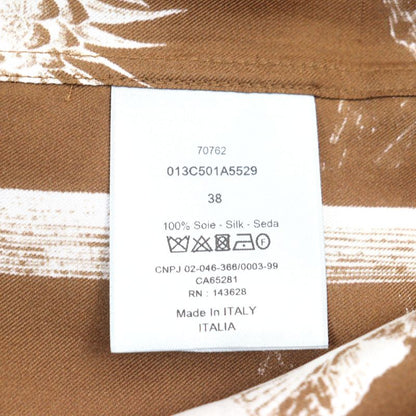 70762
013C501A5529
38
100% Soie - Silk - Seda
CNPJ 02-046-366/0003-99
CA65281
RN : 143628
Made In ITALY
ITALIA